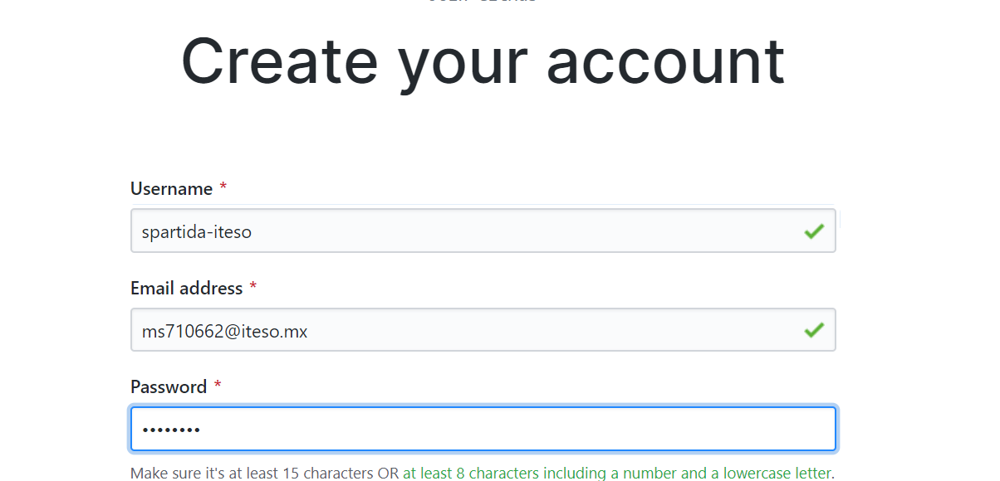 Create your account
Username *
spartida-iteso
Email address *
ms710662@iteso.mx
Password *
••••••••
Make sure it's at least 15 characters OR at least 8 characters including a number and a lowercase letter.